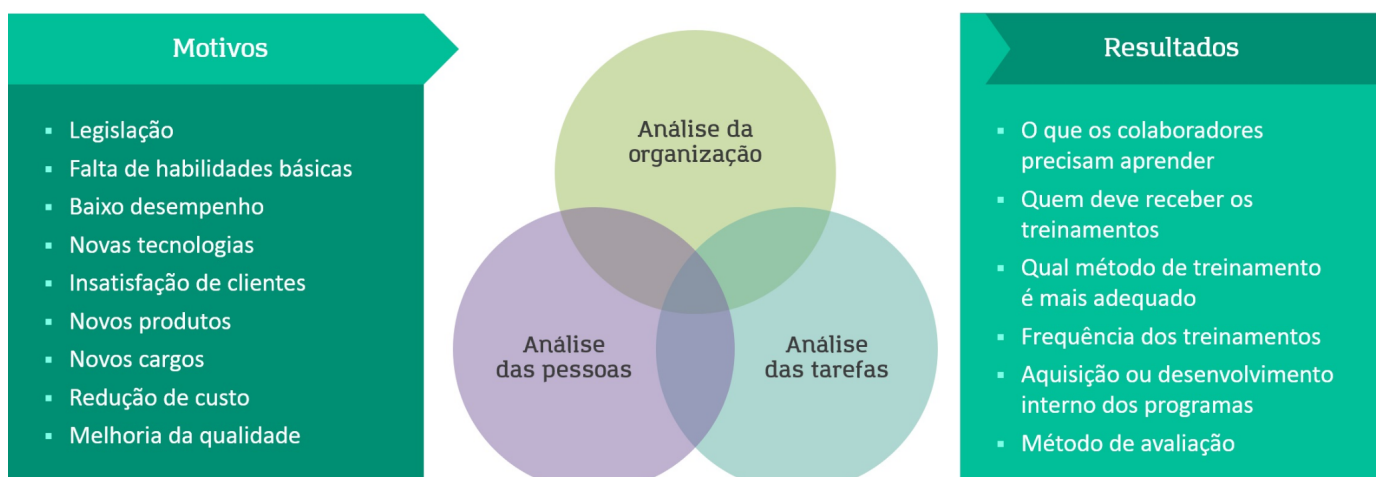 Motivos
▪ Legislação
▪ Falta de habilidades básicas
▪ Baixo desempenho
▪ Novas tecnologias
▪ Insatisfação de clientes
▪ Novos produtos
▪ Novos cargos
▪ Redução de custo
▪ Melhoria da qualidade
Análise da
organização
Análise
das pessoas
Análise
das tarefas
Resultados
▪ O que os colaboradores
precisam aprender
▪ Quem deve receber os
treinamentos
▪ Qual método de treinamento
é mais adequado
▪ Frequência dos treinamentos
▪ Aquisição ou desenvolvimento
interno dos programas
▪ Método de avaliação